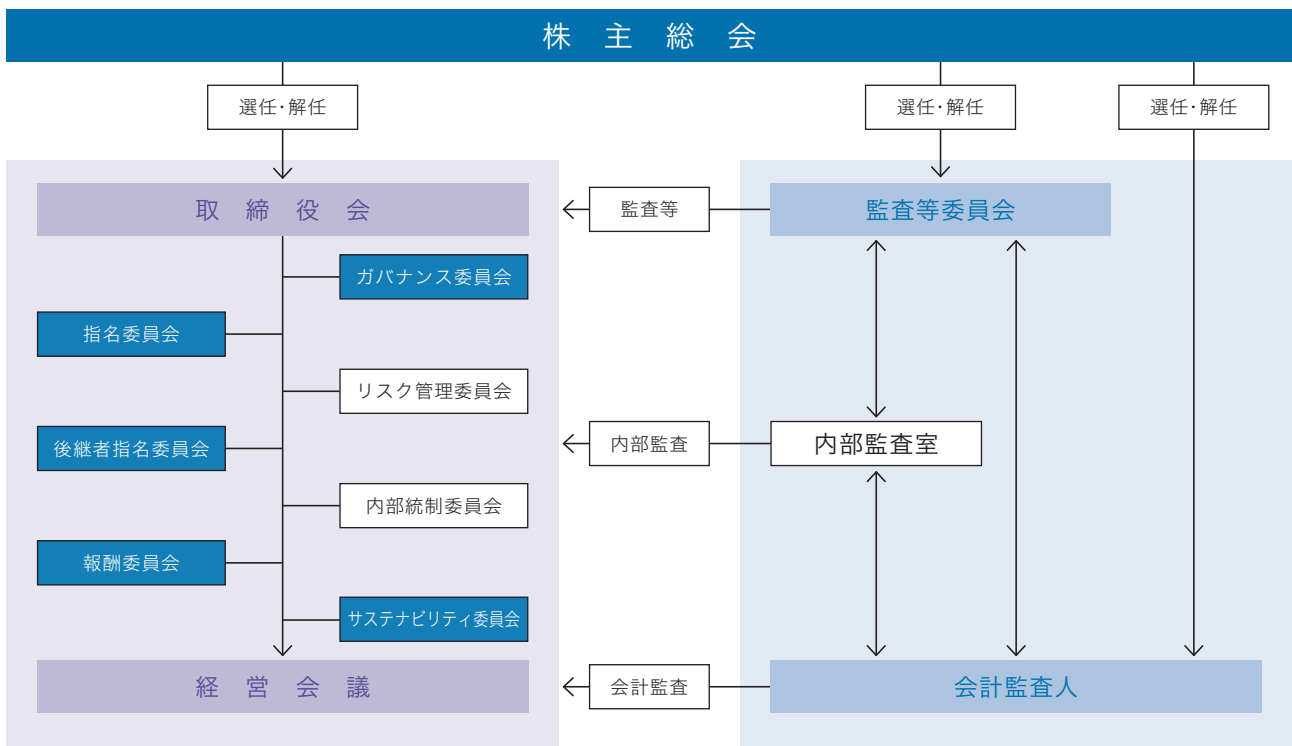 株主総会
選任・解任
選任・解任
選任・解任
取締役会
監査等
監査等委員会
ガバナンス委員会
指名委員会
リスク管理委員会
後継者指名委員会
内部監査
内部監査室
内部統制委員会
報酬委員会
サステナビリティ委員会
経営会議
会計監査
会計監査人